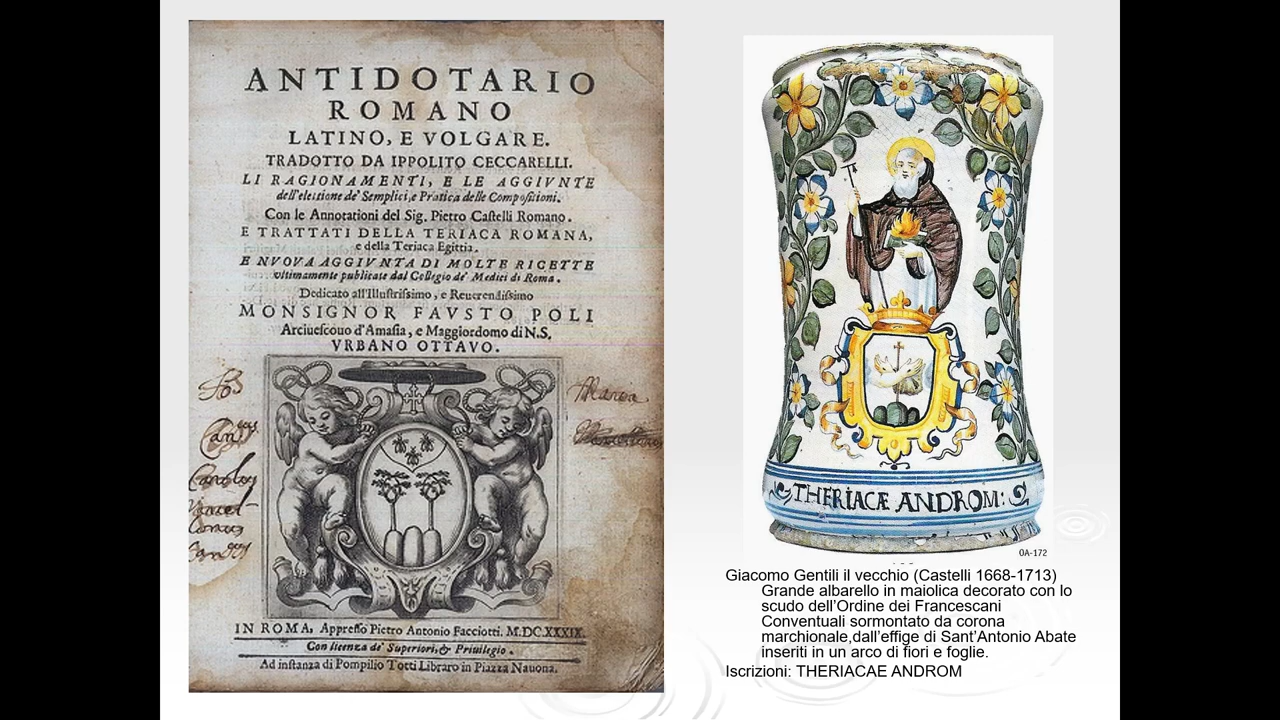 ANTIDOTARIO
ROMANO
LATINO, E VOLGARE.
TRADOTTO DA IPPOLITO CECCARELLI.
LI RAGIONAMENTI, E LE AGGIVNTE
dell'elettione de' Semplici, e Pratica delle Compositioni.
Con le Annotationi del Sig. Pietro Castelli Romano.
E TRATTATI DELLA TERIACA ROMANA,
e della Teriaca Egittia.
E NVOVA AGGIVNTA DI MOLTE RICETTE
vltimamente publicate dal Collegio de' Medici di Roma.
Dedicato all'Illustrissimo, e Reuerendissimo
MONSIGNOR FAVSTO POLI
Arciuescouo d'Amasia, e Maggiordomo di N.S.
VRBANO OTTAVO.
IN ROMA, Appresso Pietro Antonio Facciotti. M.DC.XXXIX.
Con licenza de' Superiori, & Priuilegio.
Ad instanza di Pompilio Totti Libraro in Piazza Nauona.
THERIACÆ ANDROM:
OA-172
Giacomo Gentili il vecchio (Castelli 1668-1713)
Grande albarello in maiolica decorato con lo
scudo dell'Ordine dei Francescani
Conventuali sormontato da corona
marchionale,dall'effige di Sant'Antonio Abate
inseriti in un arco di fiori e foglie.
Iscrizioni: THERIACAE ANDROM